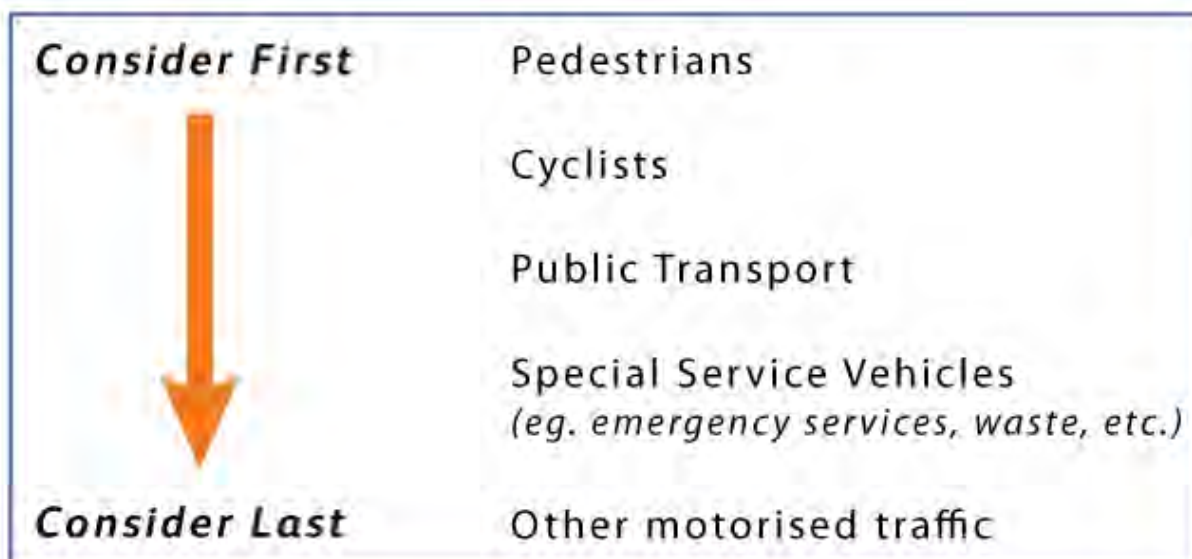 Consider First Pedestrians
Cyclists
Public Transport
Special Service Vehicles
(eg. emergency services, waste, etc.)
Consider Last Other motorised traffic